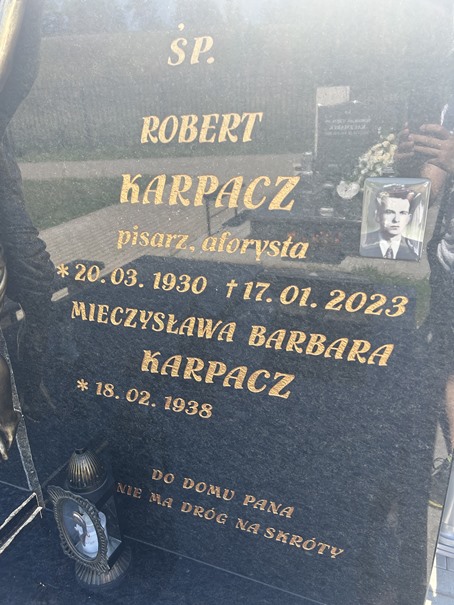 ŚP.
ROBERT
KARPACZ
pisarz, aforysta
* 20. 03. 1930 † 17. 01. 2023
MIECZYSŁAWA BARBARA
KARPACZ
* 18. 02. 1938
DO DOMU PANA
NIE MA DRÓG NA SKRÓTY